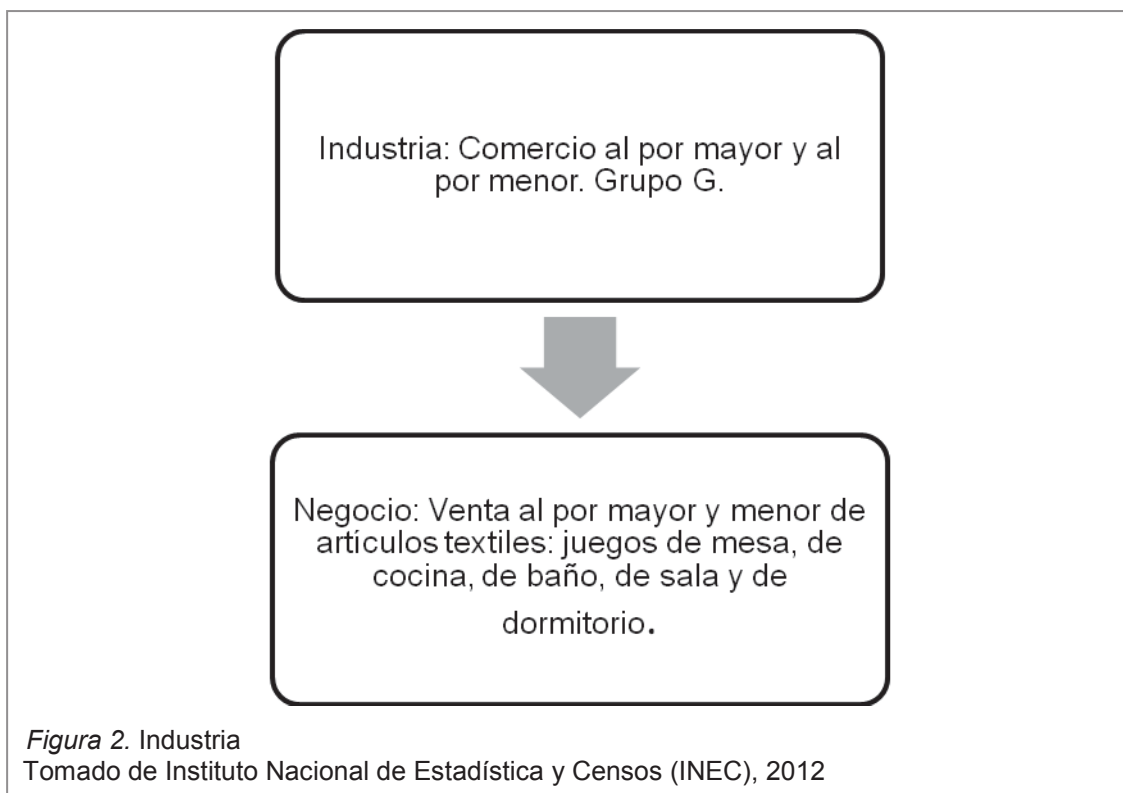 Industria: Comercio al por mayor y al
por menor. Grupo G.
Negocio: Venta al por mayor y menor de
artículos textiles: juegos de mesa, de
cocina, de baño, de sala y de
dormitorio.
Figura 2. Industria
Tomado de Instituto Nacional de Estadística y Censos (INEC), 2012